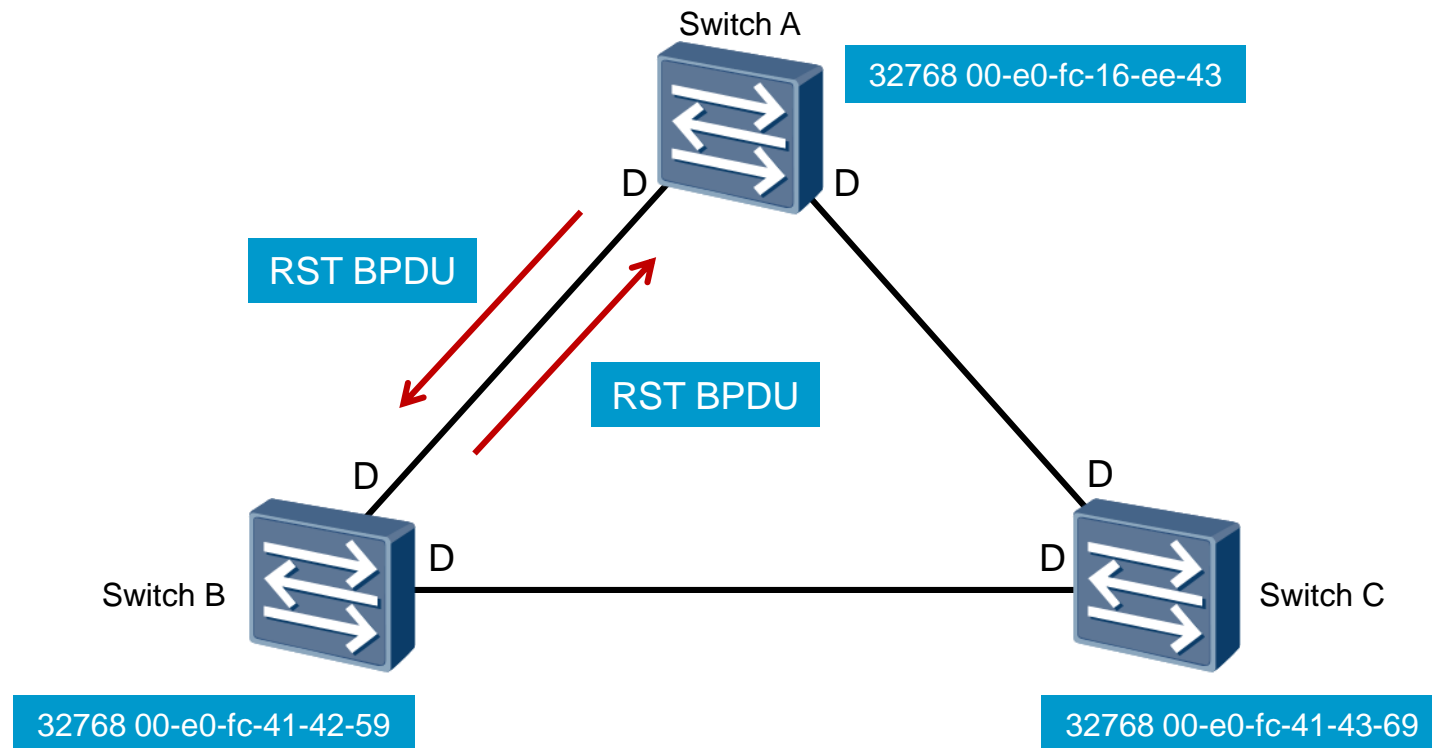 Switch A
32768 00-e0-fc-16-ee-43
D
D
RST BPDU
RST BPDU
D
D
D
D
Switch B
Switch C
32768 00-e0-fc-41-42-59
32768 00-e0-fc-41-43-69